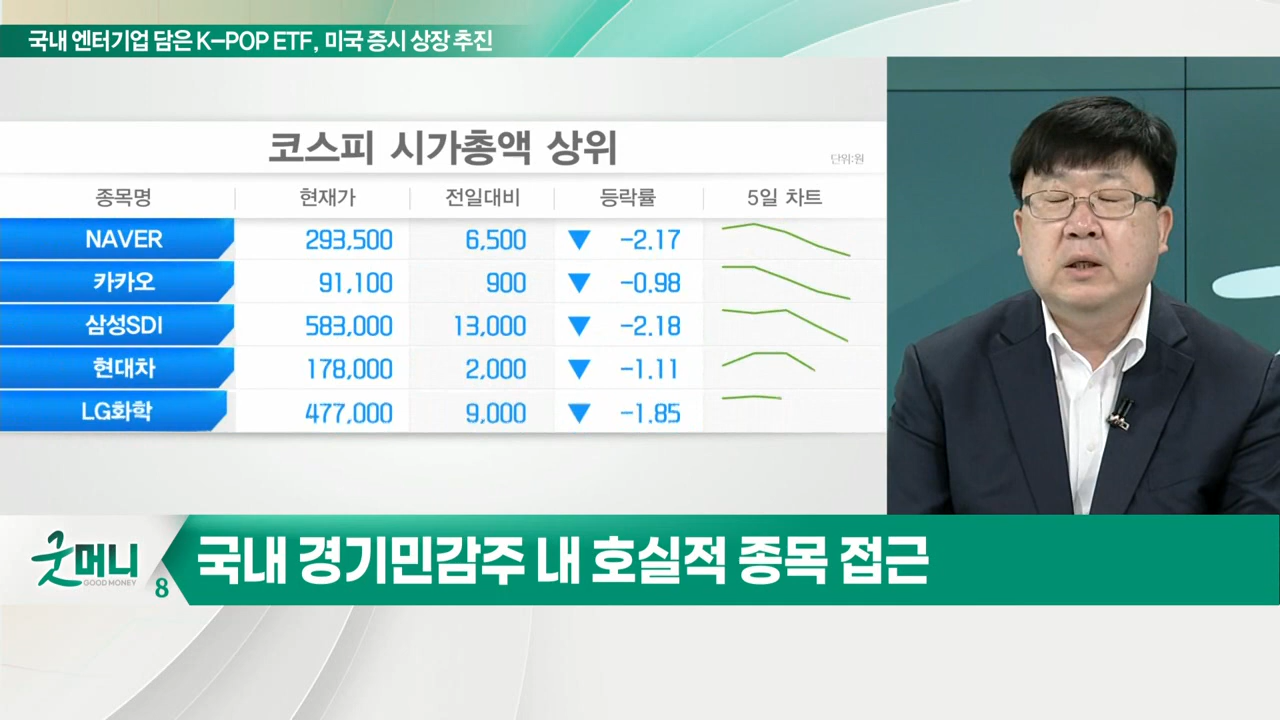 국내 엔터기업 담은 K-POP ETF, 미국 증시 상장 추진
코스피 시가총액 상위
단위:원
종목명 현재가 전일대비 등락률 5일 차트
NAVER 293,500 6,500 ▼ -2.17
카카오 91,100 900 ▼ -0.98
삼성SDI 583,000 13,000 ▼ -2.18
현대차 178,000 2,000 ▼ -1.11
LG화학 477,000 9,000 ▼ -1.85
굿머니
GOOD MONEY
8
국내 경기민감주 내 호실적 종목 접근